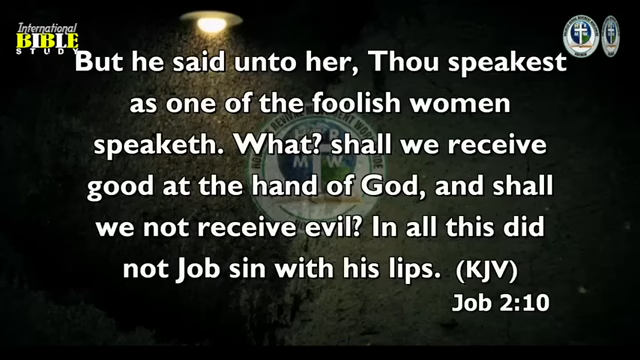 International
BIBLE
STUDY
But he said unto her, Thou speakest
as one of the foolish women
speaketh. What? shall we receive
good at the hand of God, and shall
we not receive evil? In all this did
not Job sin with his lips. (KJV)
Job 2:10